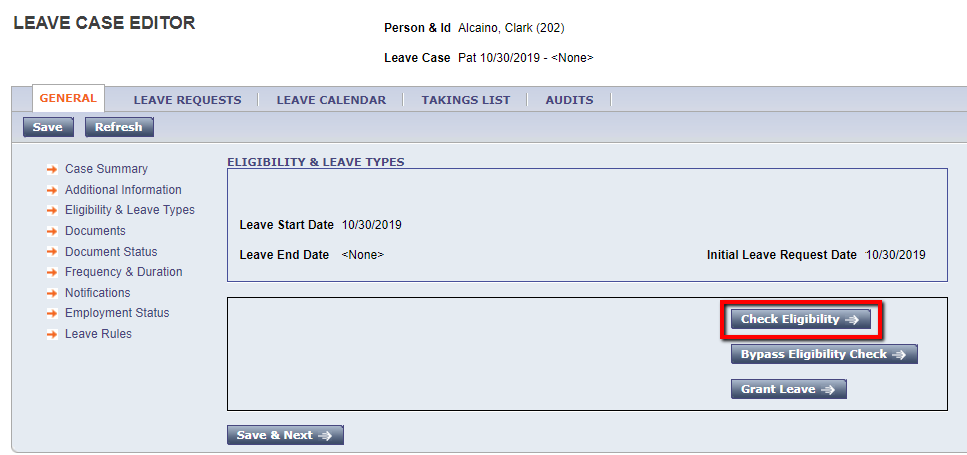 LEAVE CASE EDITOR
Person & Id Alcaino, Clark (202)
Leave Case Pat 10/30/2019 - <None>
GENERAL LEAVE REQUESTS LEAVE CALENDAR TAKINGS LIST AUDITS
Save Refresh
Case Summary
Additional Information
Eligibility & Leave Types
Documents
Document Status
Frequency & Duration
Notifications
Employment Status
Leave Rules
ELIGIBILITY & LEAVE TYPES
Leave Start Date 10/30/2019
Leave End Date <None> Initial Leave Request Date 10/30/2019
Check Eligibility
Bypass Eligibility Check
Grant Leave
Save & Next